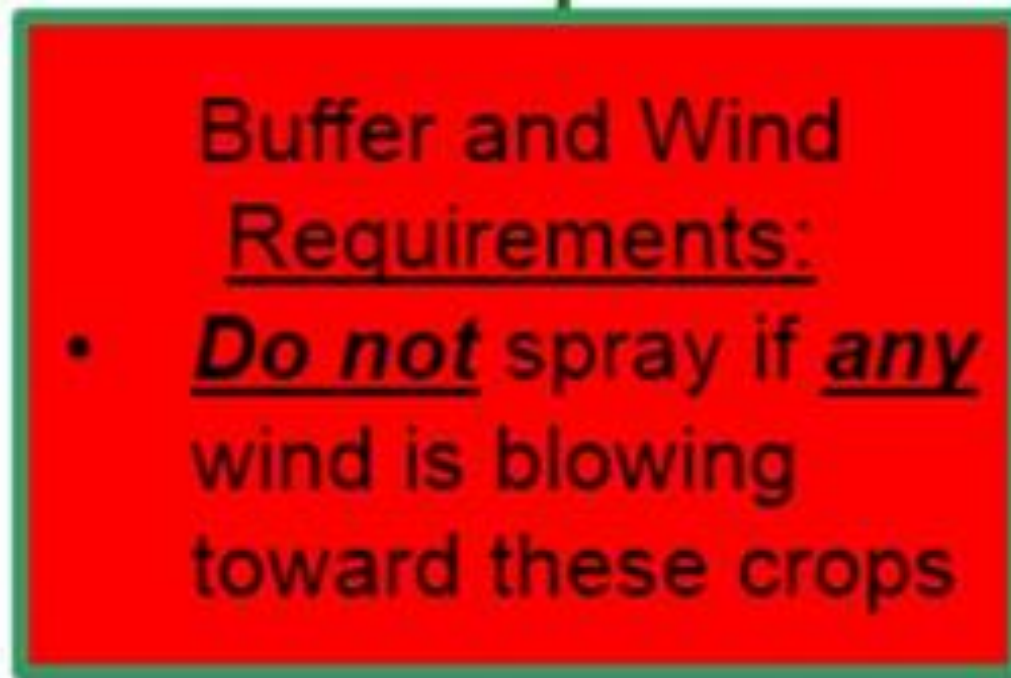 Buffer and Wind
Requirements:
• Do not spray if any
wind is blowing
toward these crops